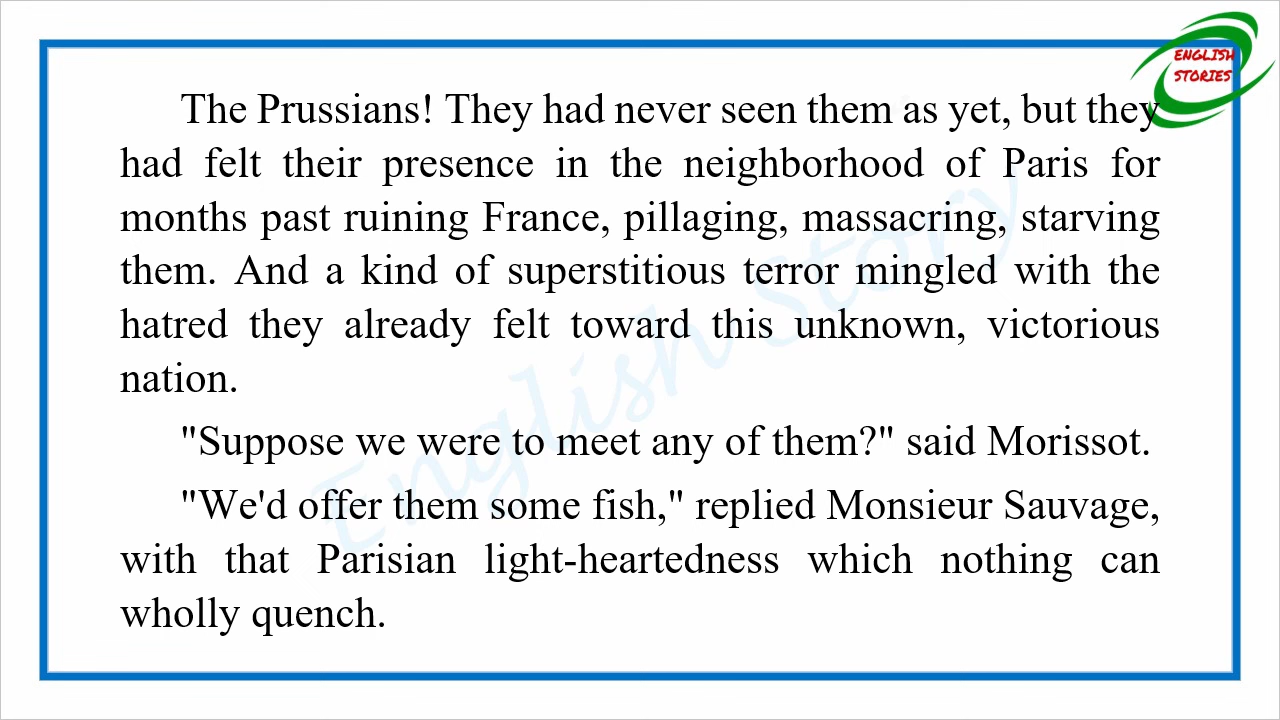 ENGLISH
STORIES
The Prussians! They had never seen them as yet, but they
had felt their presence in the neighborhood of Paris for
months past ruining France, pillaging, massacring, starving
them. And a kind of superstitious terror mingled with the
hatred they already felt toward this unknown, victorious
nation.
"Suppose we were to meet any of them?" said Morissot.
"We'd offer them some fish," replied Monsieur Sauvage,
with that Parisian light-heartedness which nothing can
wholly quench.
English Story